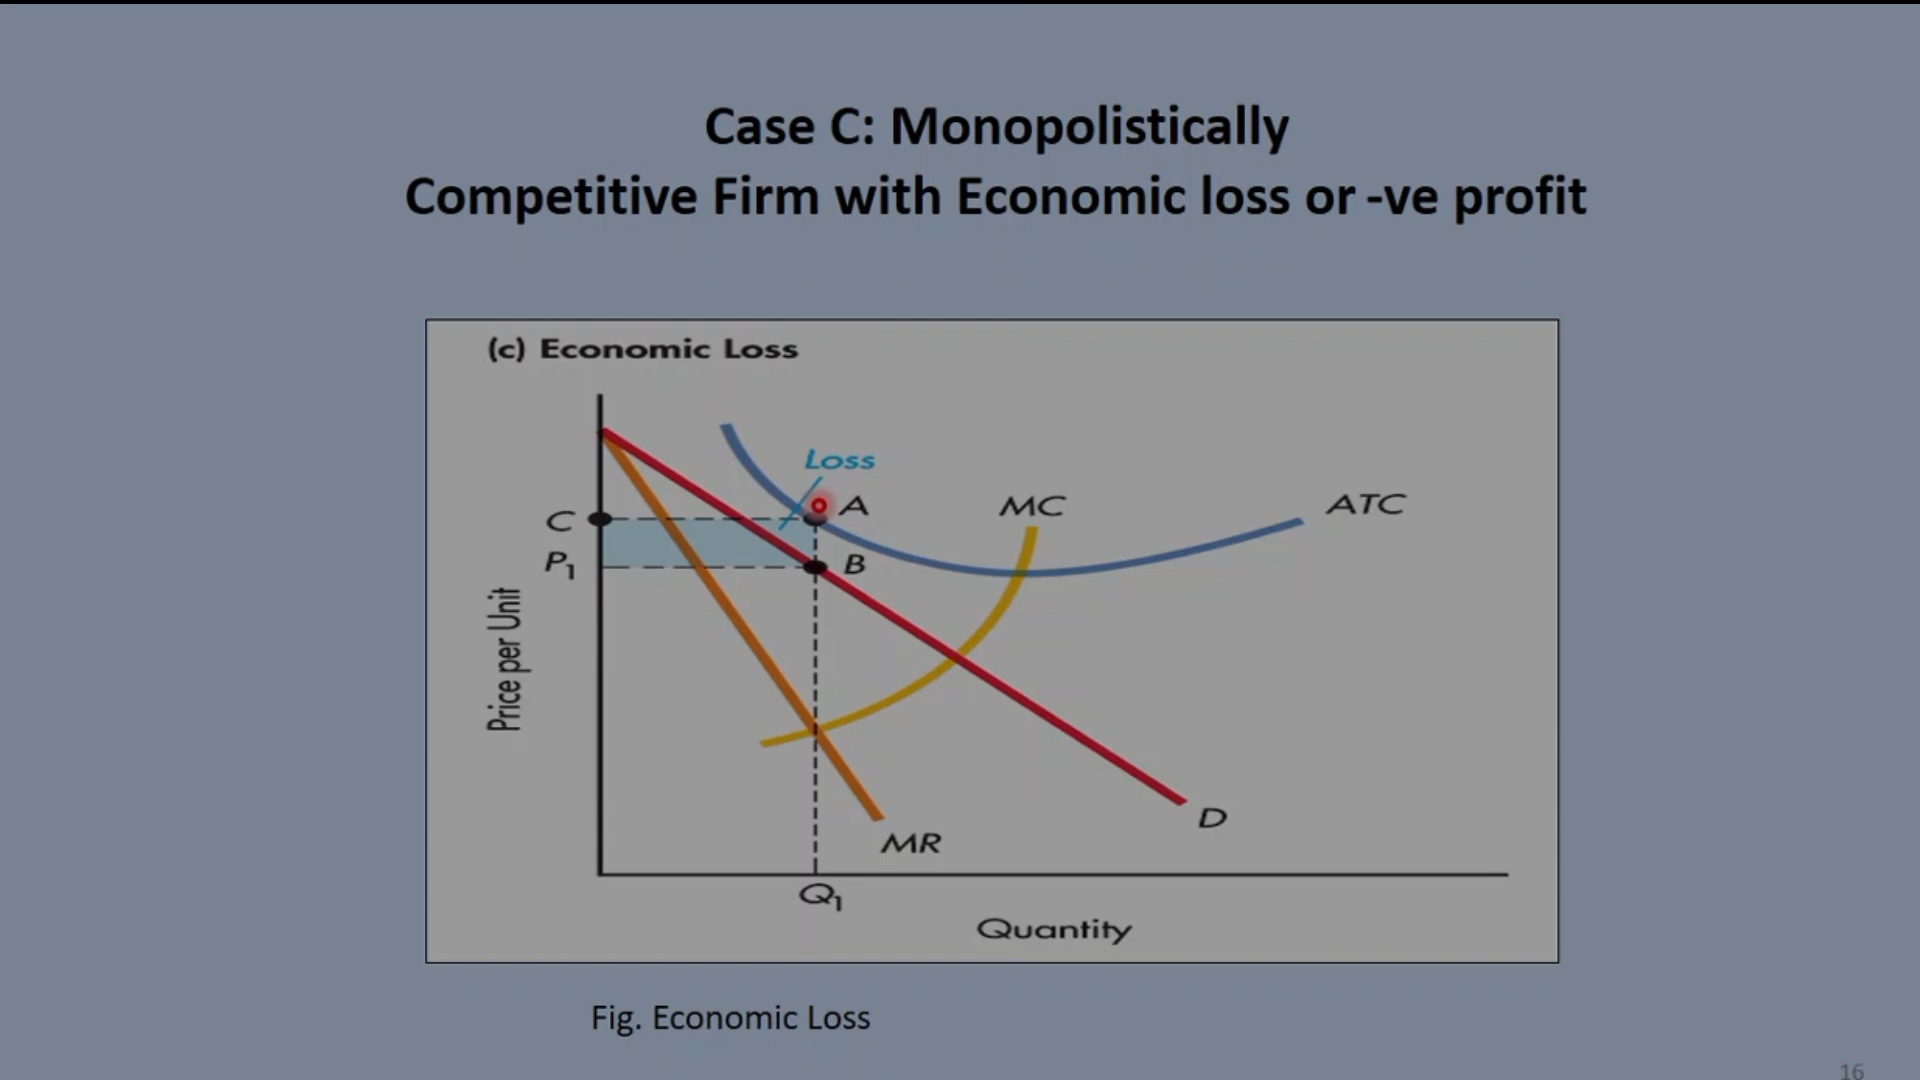 Case C: Monopolistically
Competitive Firm with Economic loss or -ve profit
(c) Economic Loss
Loss
A
MC
ATC
C
P1
B
Price per Unit
D
MR
Q1
Quantity
Fig. Economic Loss
16